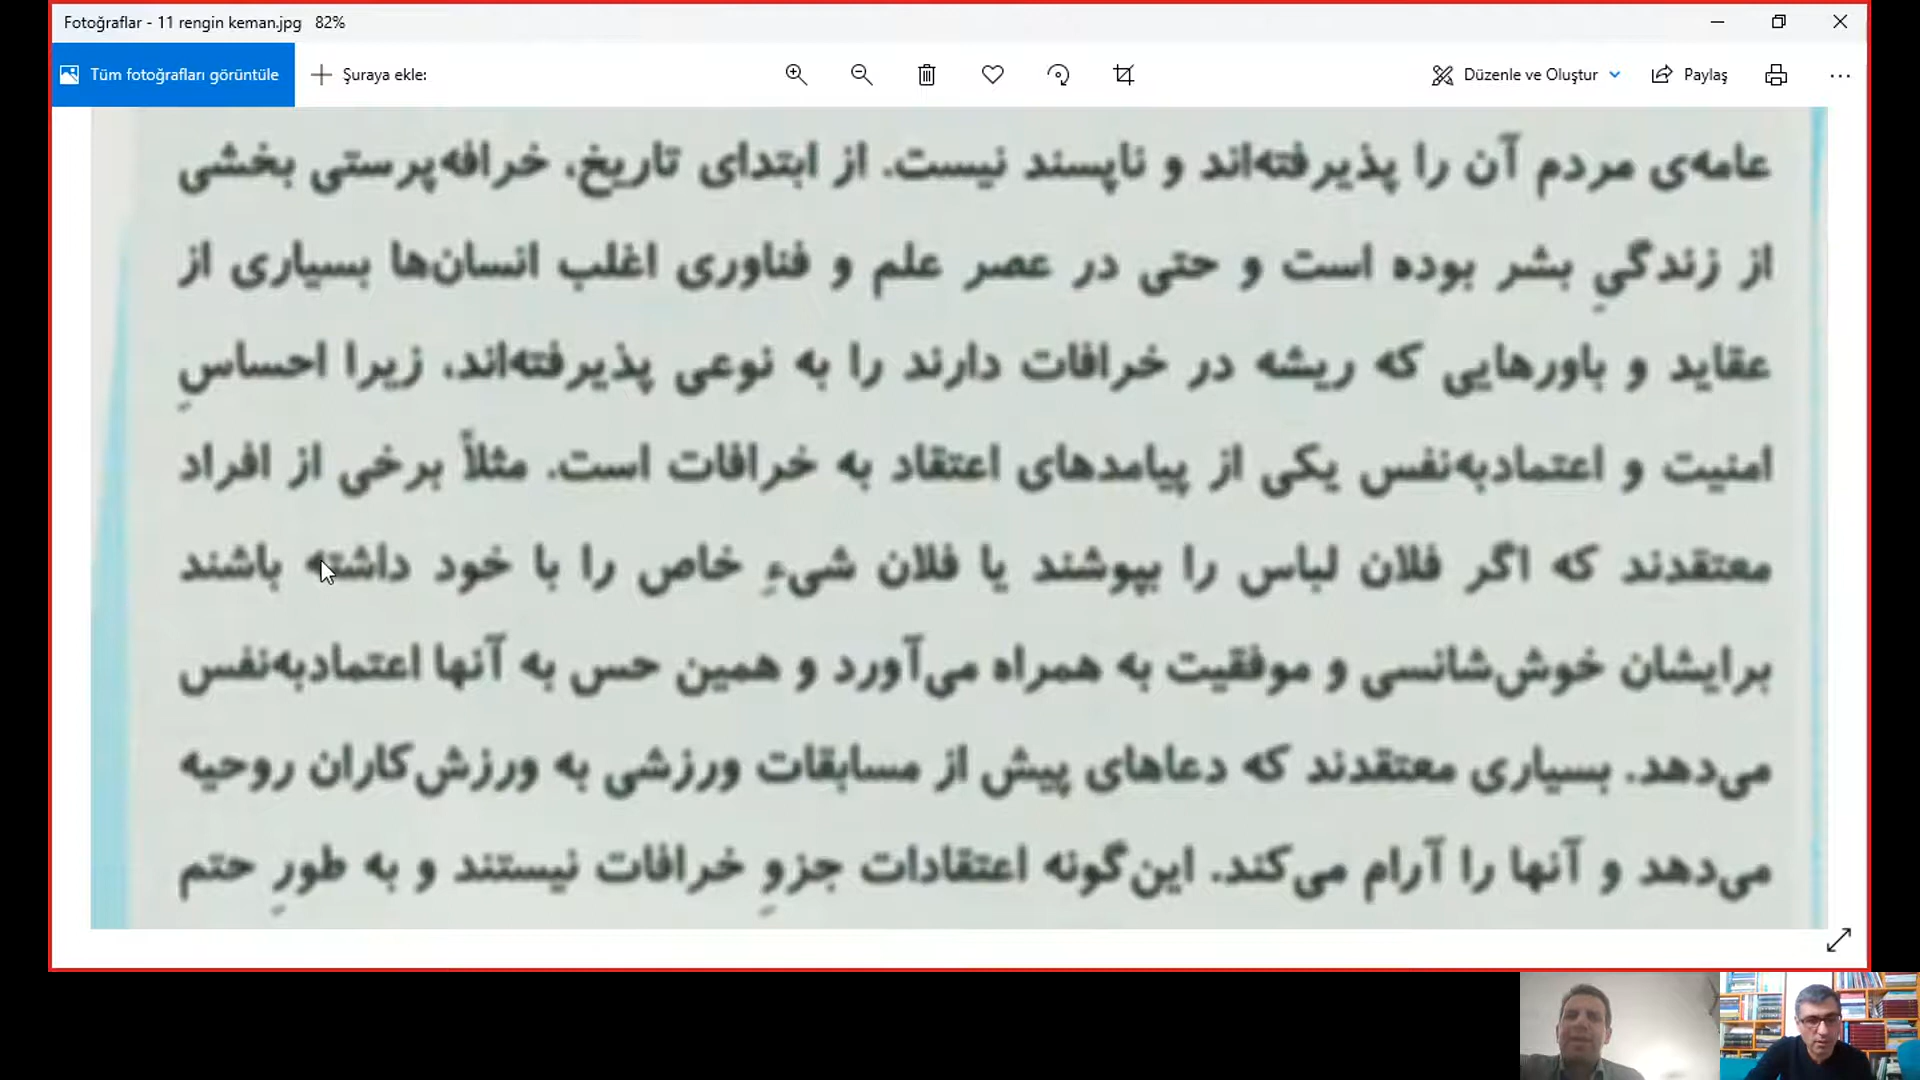 Fotoğraflar - 11 rengin keman.jpg 82%
Tüm fotoğrafları görüntüle
Şuraya ekle:
Düzenle ve Oluştur
Paylaş
عامه‌ی مردم آن را پذیرفته‌اند و ناپسند نیست. از ابتدای تاریخ، خرافه‌پرستی بخشی
از زندگیِ بشر بوده است و حتی در عصر علم و فناوری اغلب انسان‌ها بسیاری از
عقاید و باورهایی که ریشه در خرافات دارند را به نوعی پذیرفته‌اند، زیرا احساسِ
امنیت و اعتمادبه‌نفس یکی از پیامدهای اعتقاد به خرافات است. مثلاً برخی از افراد
معتقدند که اگر فلان لباس را بپوشند یا فلان شیءِ خاص را با خود داشته باشند
برایشان خوش‌شانسی و موفقیت به همراه می‌آورد و همین حس به آنها اعتمادبه‌نفس
می‌دهد. بسیاری معتقدند که دعاهای پیش از مسابقات ورزشی به ورزش‌کاران روحیه
می‌دهد و آنها را آرام می‌کند. این‌گونه اعتقادات جزوِ خرافات نیستند و به طورِ حتم